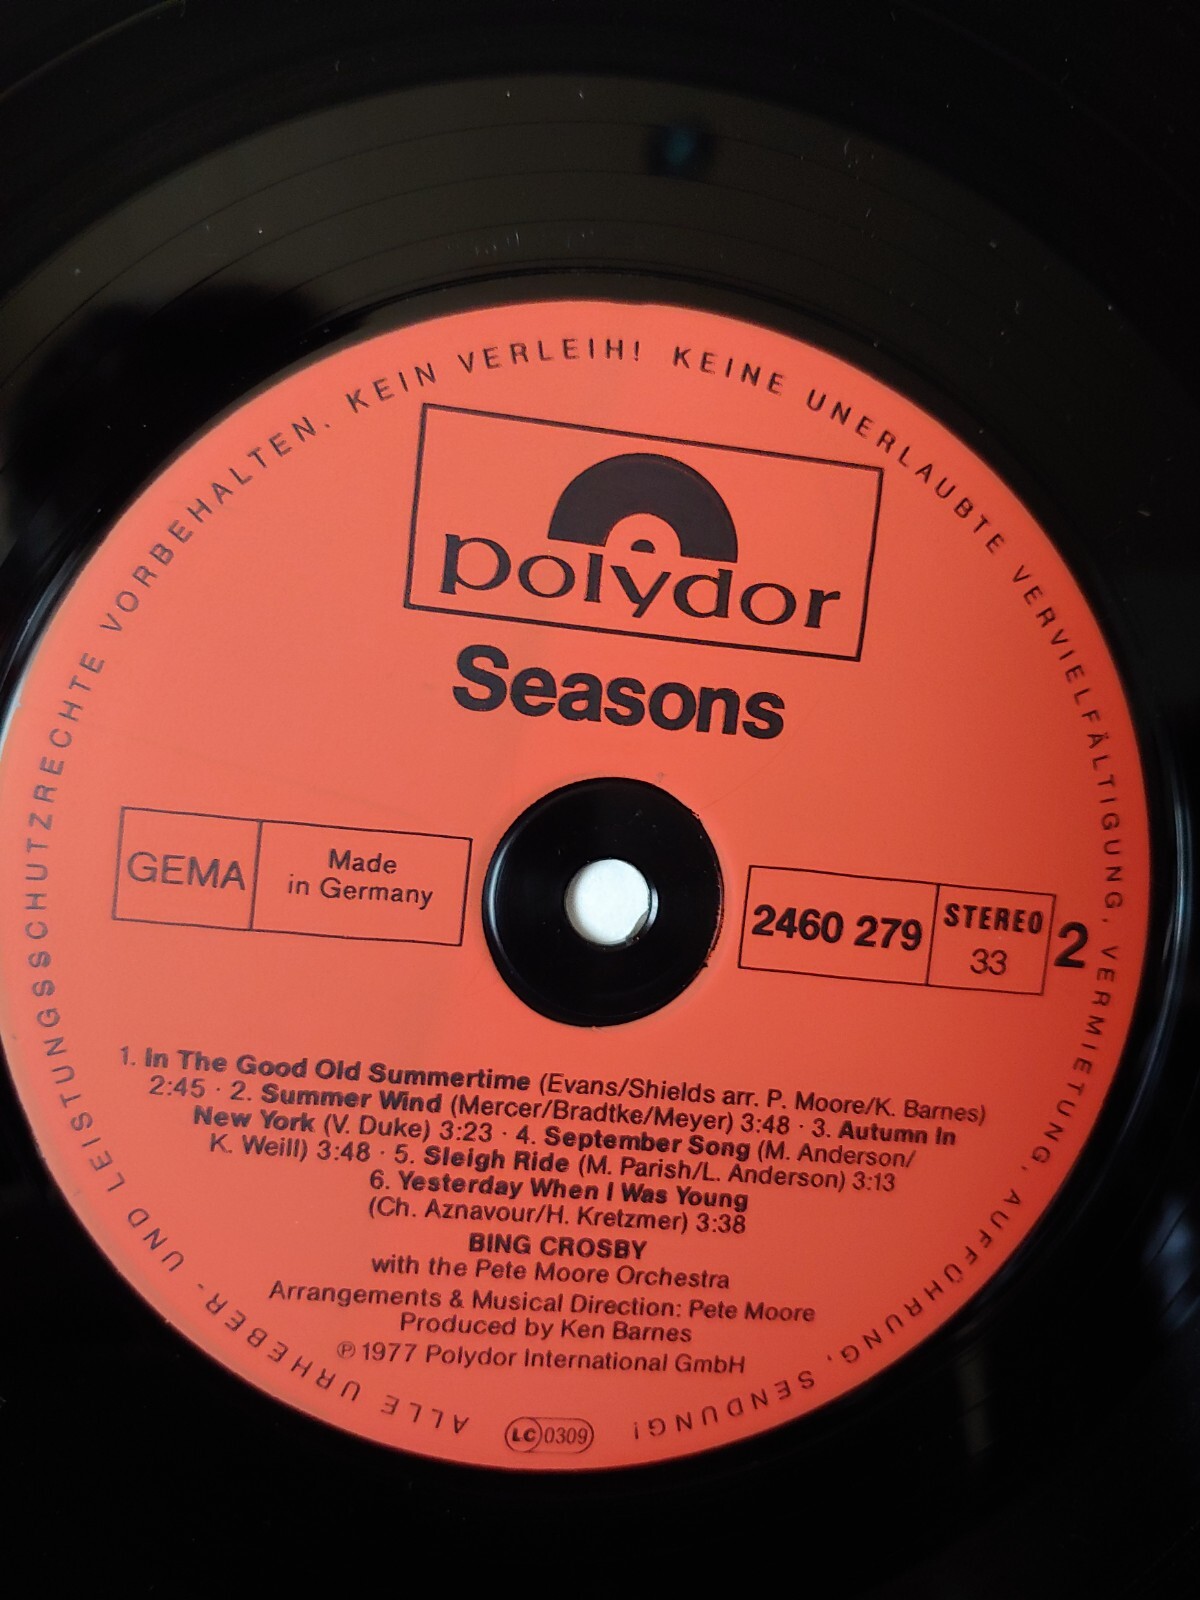 ALLE URHEBER- UND LEISTUNGSSCHUTZRECHTE VORBEHALTEN. KEIN VERLEIH! KEINE UNERLAUBTE VERVIELFÄLTIGUNG, VERMIETUNG, AUFFÜHRUNG, SENDUNG!
polydor
Seasons
GEMA
Made
in Germany
2460 279
STEREO
33
2
1. In The Good Old Summertime (Evans/Shields arr. P. Moore/K. Barnes)
2:45 · 2. Summer Wind (Mercer/Bradtke/Meyer) 3:48 · 3. Autumn In
New York (V. Duke) 3:23 · 4. September Song (M. Anderson/
K. Weill) 3:48 · 5. Sleigh Ride (M. Parish/L. Anderson) 3:13
6. Yesterday When I Was Young
(Ch. Aznavour/H. Kretzmer) 3:38
BING CROSBY
with the Pete Moore Orchestra
Arrangements & Musical Direction: Pete Moore
Produced by Ken Barnes
℗ 1977 Polydor International GmbH
LC 0309